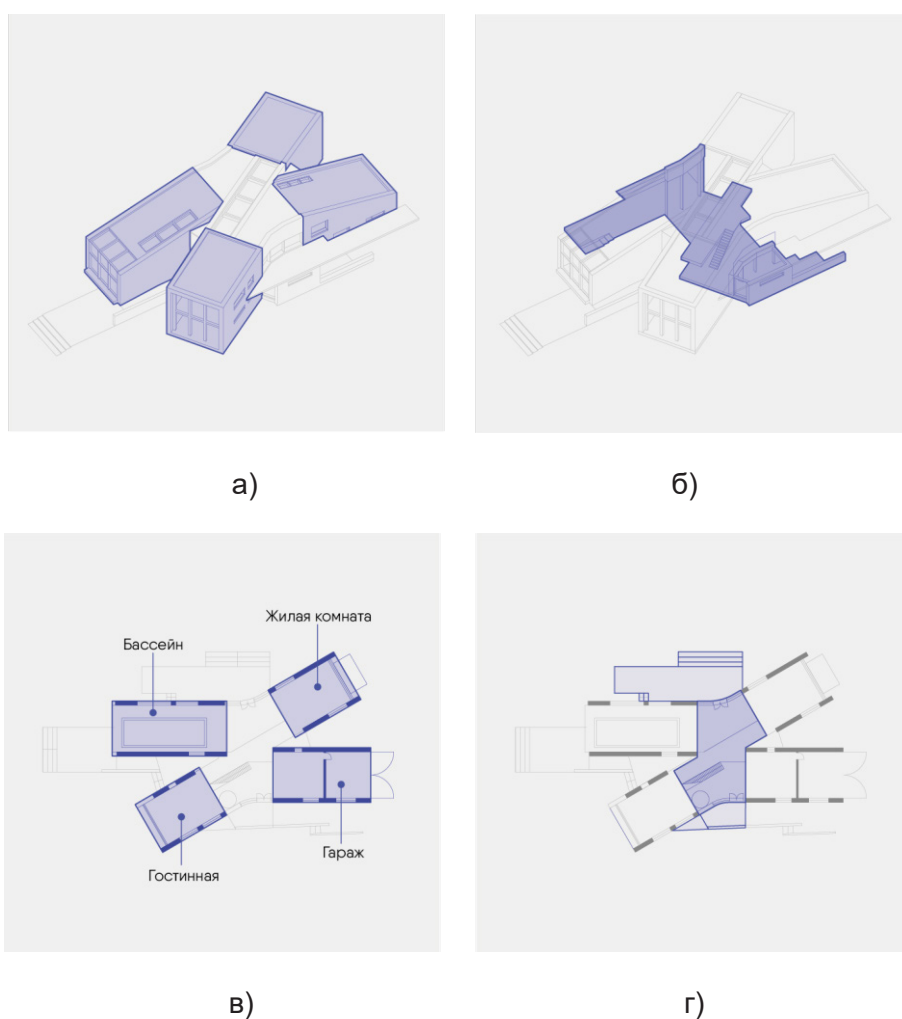 а)
б)
Жилая комната
Бассейн
Гараж
Гостинная
в)
г)